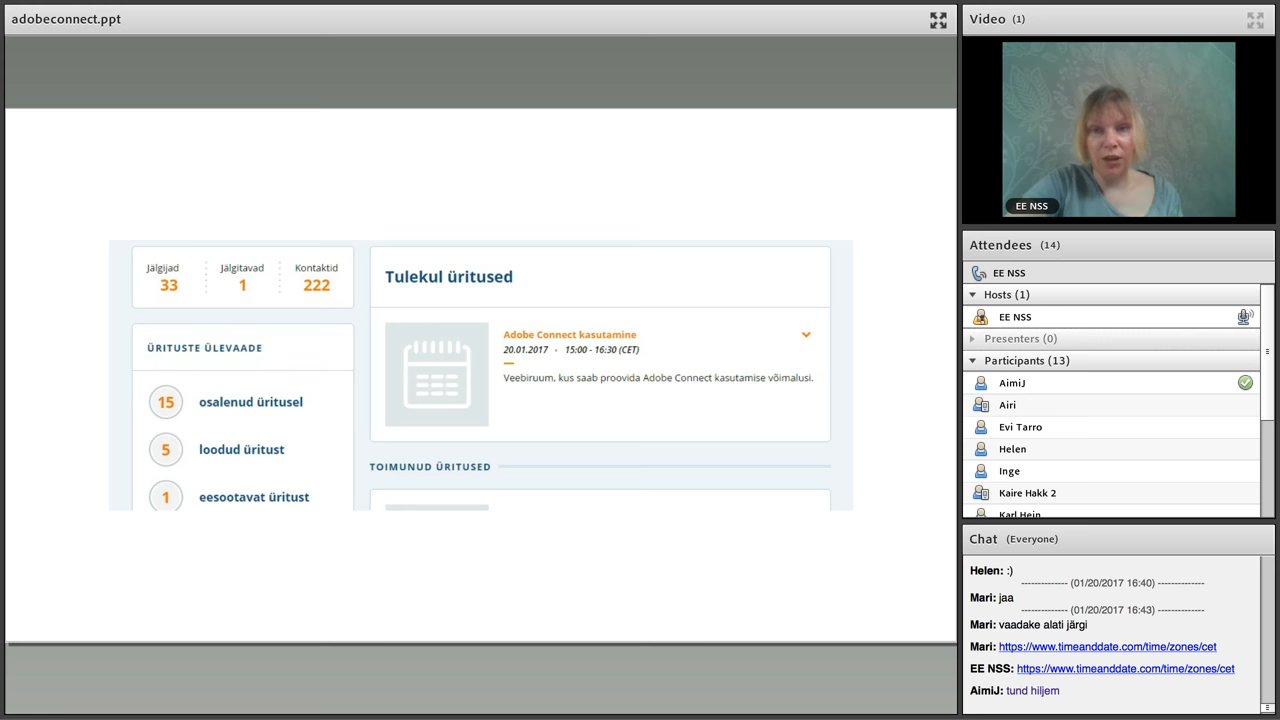 adobeconnect.ppt
Jälgijad
33
Jälgitavad
1
Kontaktid
222
ÜRITUSTE ÜLEVAADE
15 osalenud üritusel
5 loodud üritust
1 eesootavat üritust
Tulekul üritused
Adobe Connect kasutamine
20.01.2017 · 15:00 - 16:30 (CET)
Veebiruum, kus saab proovida Adobe Connect kasutamise võimalusi.
TOIMUNUD ÜRITUSED
Video (1)
EE NSS
Attendees (14)
EE NSS
Hosts (1)
EE NSS
Presenters (0)
Participants (13)
AimiJ
Airi
Evi Tarro
Helen
Inge
Kaire Hakk 2
Karl Hein
Chat (Everyone)
Helen: :)
-------------- (01/20/2017 16:40) --------------
Mari: jaa
-------------- (01/20/2017 16:43) --------------
Mari: vaadake alati järgi
Mari: https://www.timeanddate.com/time/zones/cet
EE NSS: https://www.timeanddate.com/time/zones/cet
AimiJ: tund hiljem